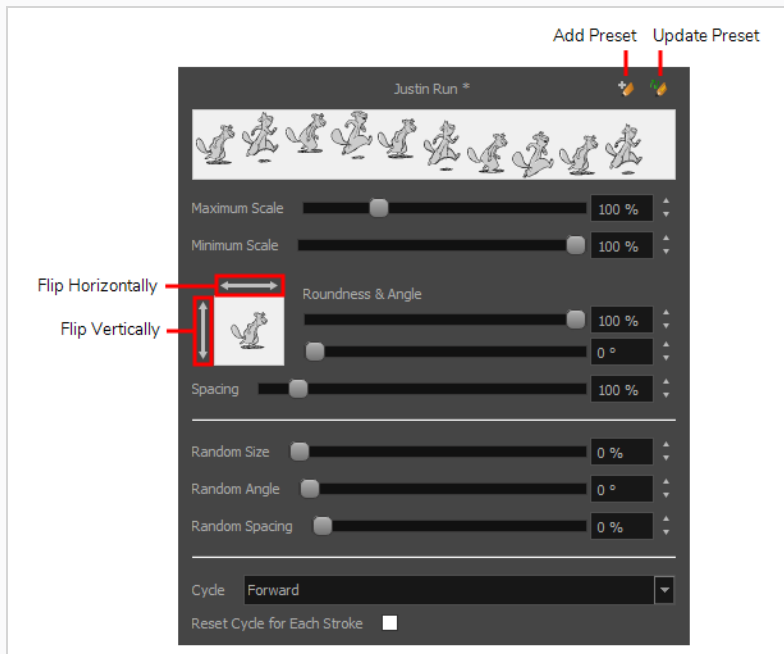 Add Preset Update Preset
Justin Run *
Maximum Scale 100 %
Minimum Scale 100 %
Flip Horizontally
Roundness & Angle
100 %
Flip Vertically
0 °
Spacing 100 %
Random Size 0 %
Random Angle 0 °
Random Spacing 0 %
Cycle Forward
Reset Cycle for Each Stroke